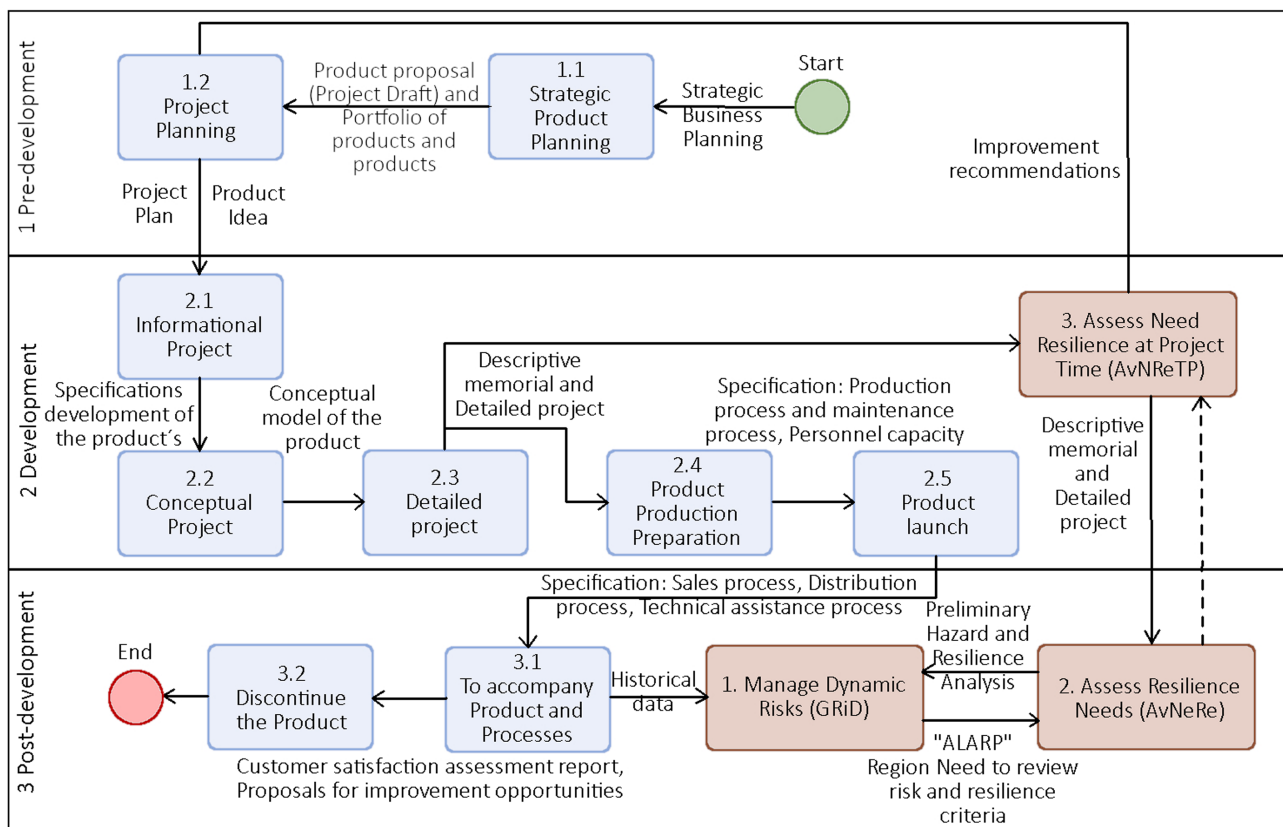 1 Pre-development
1.2
Project
Planning
Product proposal
(Project Draft) and
Portfolio of
products and
products
1.1
Strategic
Product
Planning
Strategic
Business
Planning
Start
Improvement
recommendations
Project
Plan
Product
Idea
2 Development
2.1
Informational
Project
Specifications
development of
the product´s
Conceptual
model of the
product
2.2
Conceptual
Project
2.3
Detailed
project
Descriptive
memorial and
Detailed project
2.4
Product
Production
Preparation
Specification: Production
process and maintenance
process, Personnel capacity
2.5
Product
launch
3. Assess Need
Resilience at Project
Time (AvNReTP)
Descriptive
memorial
and
Detailed
project
3 Post-development
Specification: Sales process, Distribution
process, Technical assistance process
End
3.2
Discontinue
the Product
3.1
To accompany
Product and
Processes
Customer satisfaction assessment report,
Proposals for improvement opportunities
Historical
data
1. Manage Dynamic
Risks (GRiD)
Preliminary
Hazard and
Resilience
Analysis
2. Assess Resilience
Needs (AvNeRe)
"ALARP"
Region Need to review
risk and resilience
criteria